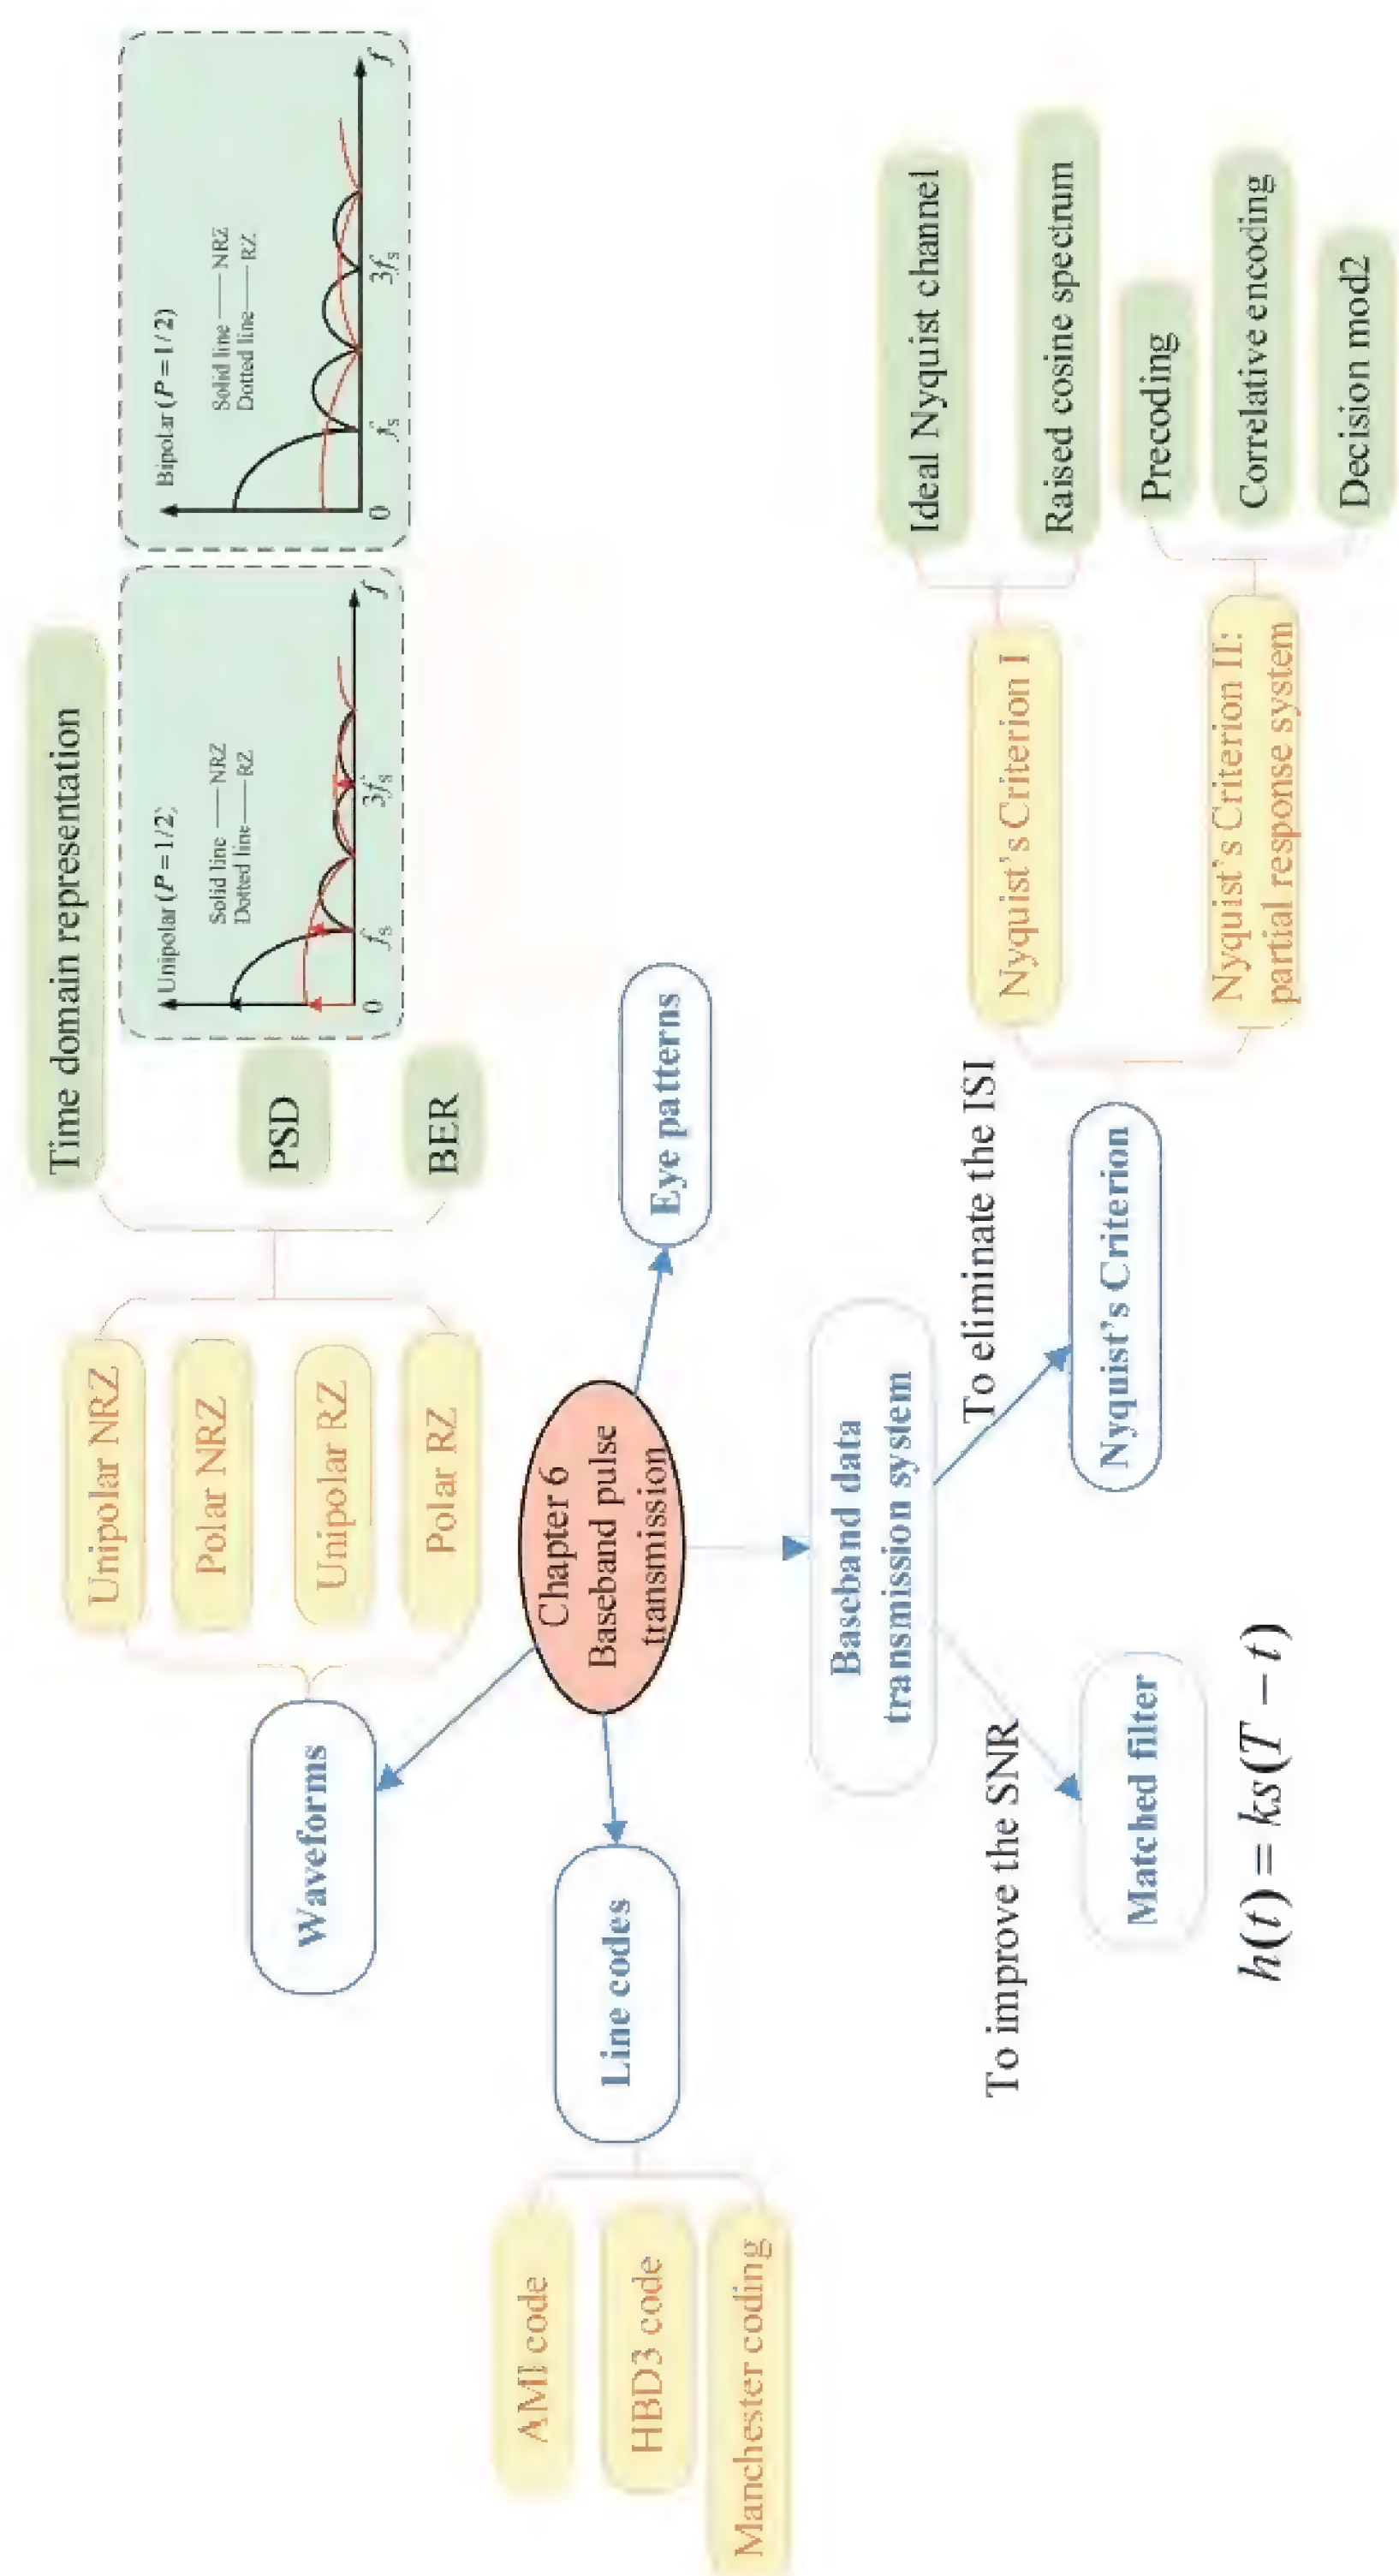 Time domain representation
Unipolar NRZ
Polar NRZ
Unipolar RZ
Polar RZ
PSD
BER
Unipolar (P = 1/2)
Solid line —— NRZ
Dotted line —— RZ
0
fs
3fs
f
Bipolar (P = 1/2)
Solid line —— NRZ
Dotted line —— RZ
0
fs
3fs
f
Waveforms
AMI code
HBD3 code
Manchester coding
Line codes
Chapter 6
Baseband pulse
transmission
Eye patterns
Baseband data
transmission system
To improve the SNR
To eliminate the ISI
Matched filter
h(t) = ks(T − t)
Nyquist's Criterion
Nyquist's Criterion I
Ideal Nyquist channel
Raised cosine spectrum
Nyquist's Criterion II:
partial response system
Precoding
Correlative encoding
Decision mod2